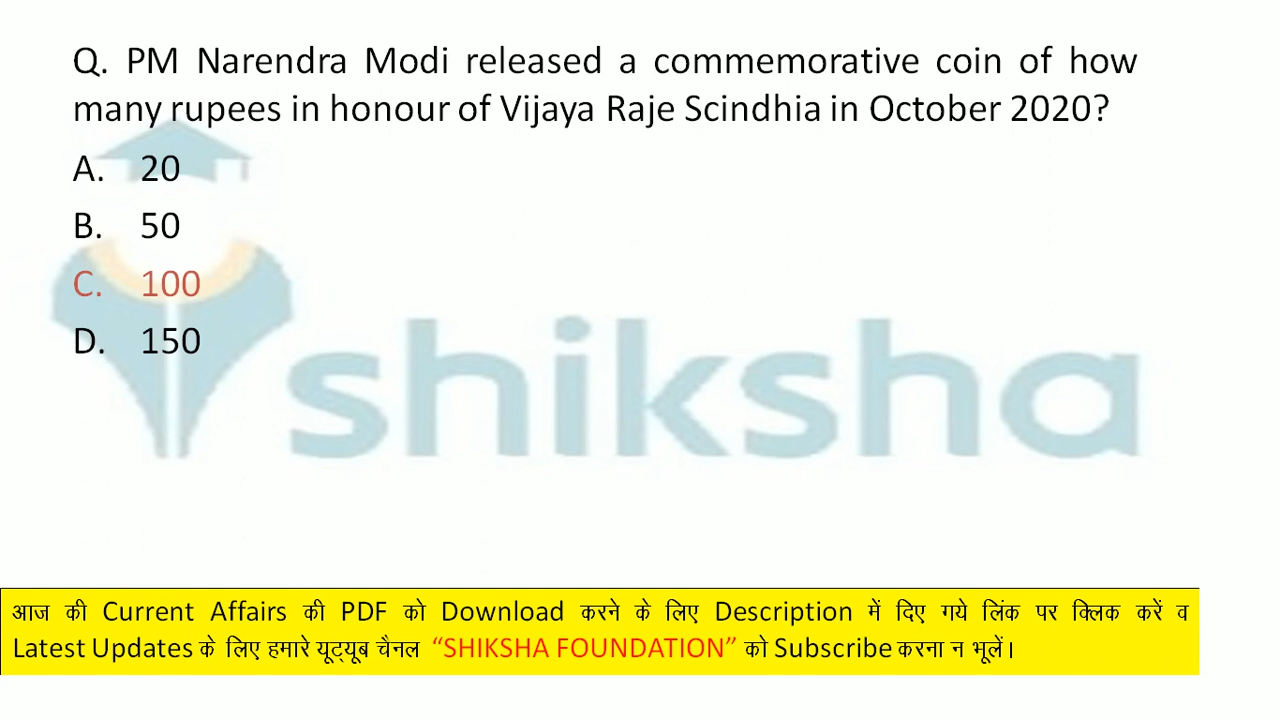 Q. PM Narendra Modi released a commemorative coin of how
many rupees in honour of Vijaya Raje Scindhia in October 2020?
A. 20
B. 50
C. 100
D. 150
shiksha
आज की Current Affairs की PDF को Download करने के लिए Description में दिए गये लिंक पर क्लिक करें व
Latest Updates के लिए हमारे यूट्यूब चैनल “SHIKSHA FOUNDATION” को Subscribe करना न भूलें।